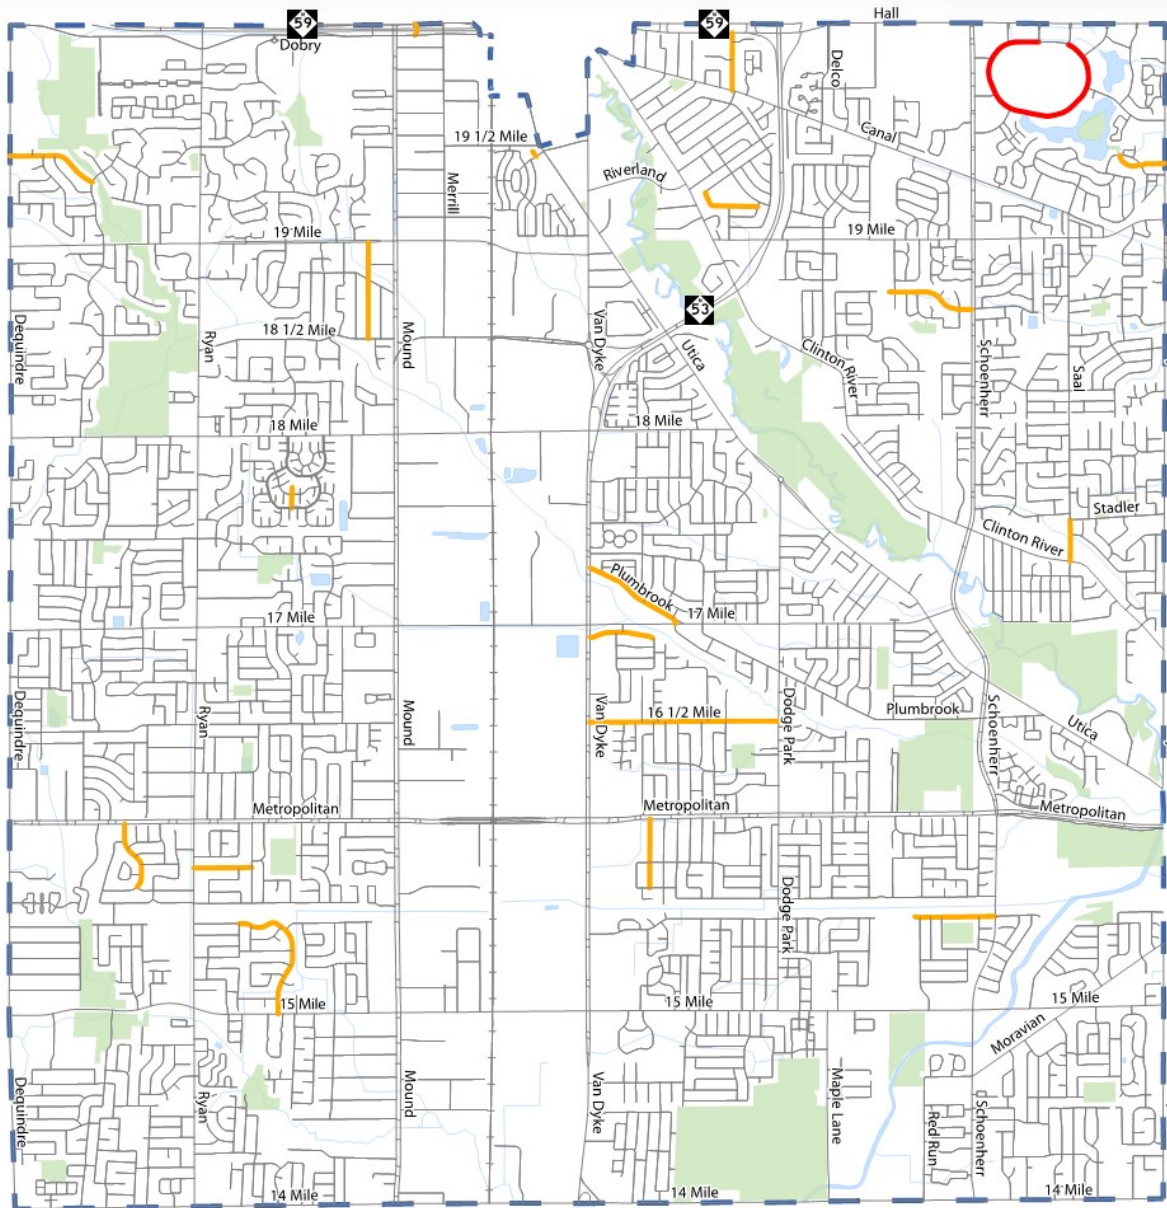 Hall
59
59
Dobry
Delco
Canal
19 1/2 Mile
Riverland
Merrill
19 Mile
19 Mile
53
Dequindre
Ryan
18 1/2 Mile
Mound
Van Dyke
Utica
Clinton River
Schoenherr
Saal
18 Mile
18 Mile
Stadler
Clinton River
Plumbrook
17 Mile
17 Mile
Dequindre
Ryan
Mound
Van Dyke
16 1/2 Mile
Dodge Park
Plumbrook
Schoenherr
Utica
Metropolitan
Metropolitan
Metropolitan
Dodge Park
15 Mile
15 Mile
15 Mile
Moravian
Dequindre
Ryan
Mound
Van Dyke
Maple Lane
Red Run
Schoenherr
14 Mile
14 Mile
14 Mile